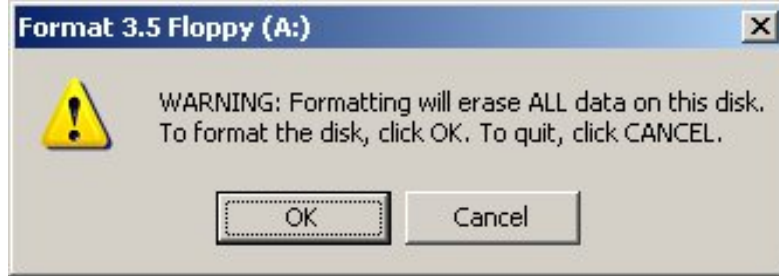 Format 3.5 Floppy (A:)
WARNING: Formatting will erase ALL data on this disk.
To format the disk, click OK. To quit, click CANCEL.
OK
Cancel